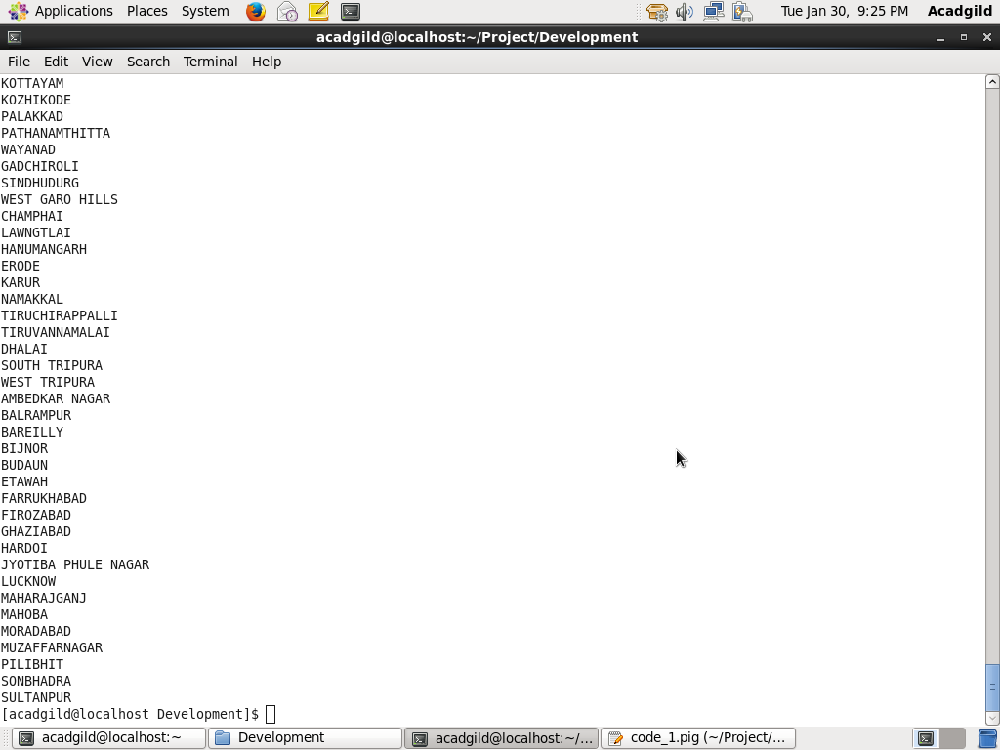 Applications Places System Tue Jan 30, 9:25 PM Acadgild
acadgild@localhost:~/Project/Development
File Edit View Search Terminal Help
KOTTAYAM
KOZHIKODE
PALAKKAD
PATHANAMTHITTA
WAYANAD
GADCHIROLI
SINDHUDURG
WEST GARO HILLS
CHAMPHAI
LAWNGTLAI
HANUMANGARH
ERODE
KARUR
NAMAKKAL
TIRUCHIRAPPALLI
TIRUVANNAMALAI
DHALAI
SOUTH TRIPURA
WEST TRIPURA
AMBEDKAR NAGAR
BALRAMPUR
BAREILLY
BIJNOR
BUDAUN
ETAWAH
FARRUKHABAD
FIROZABAD
GHAZIABAD
HARDOI
JYOTIBA PHULE NAGAR
LUCKNOW
MAHARAJGANJ
MAHOBA
MORADABAD
MUZAFFARNAGAR
PILIBHIT
SONBHADRA
SULTANPUR
[acadgild@localhost Development]$
acadgild@localhost:~ Development acadgild@localhost:~/... code_1.pig (~/Project/...